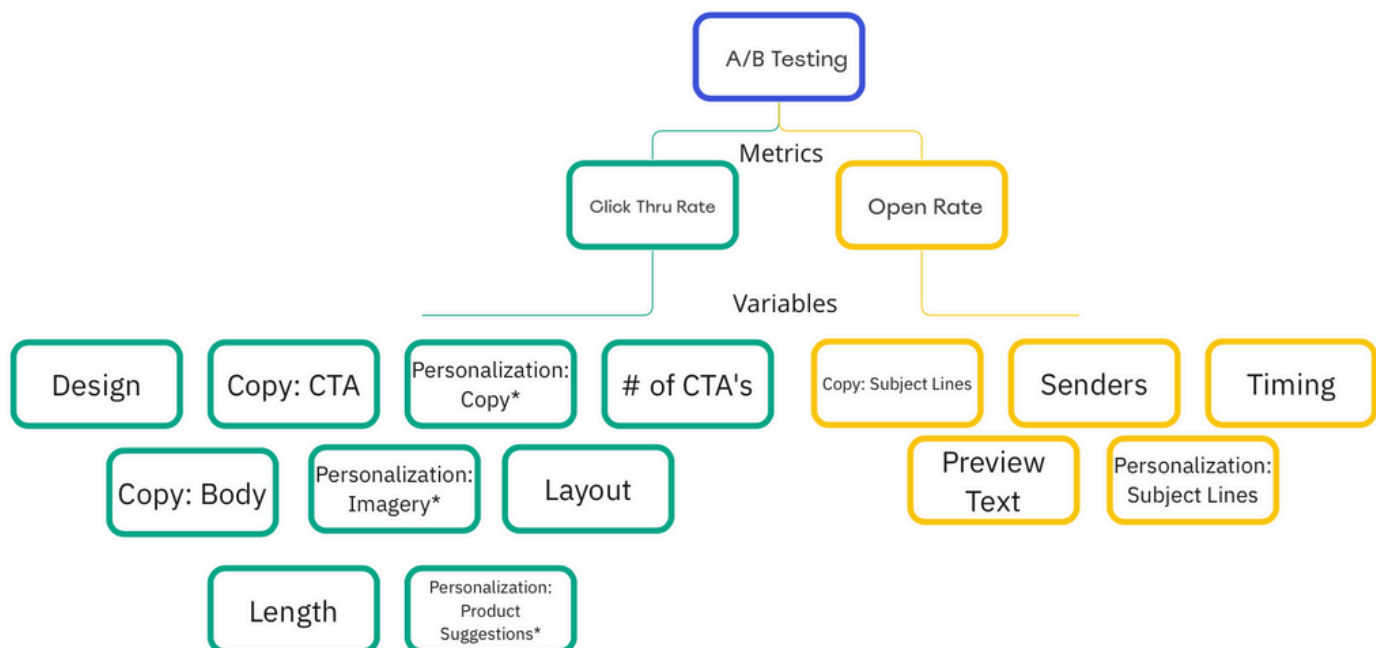 A/B Testing
Metrics
Click Thru Rate
Open Rate
Variables
Design
Copy: CTA
Personalization:
Copy*
# of CTA's
Copy: Subject Lines
Senders
Timing
Copy: Body
Personalization:
Imagery*
Layout
Preview
Text
Personalization:
Subject Lines
Length
Personalization:
Product
Suggestions*